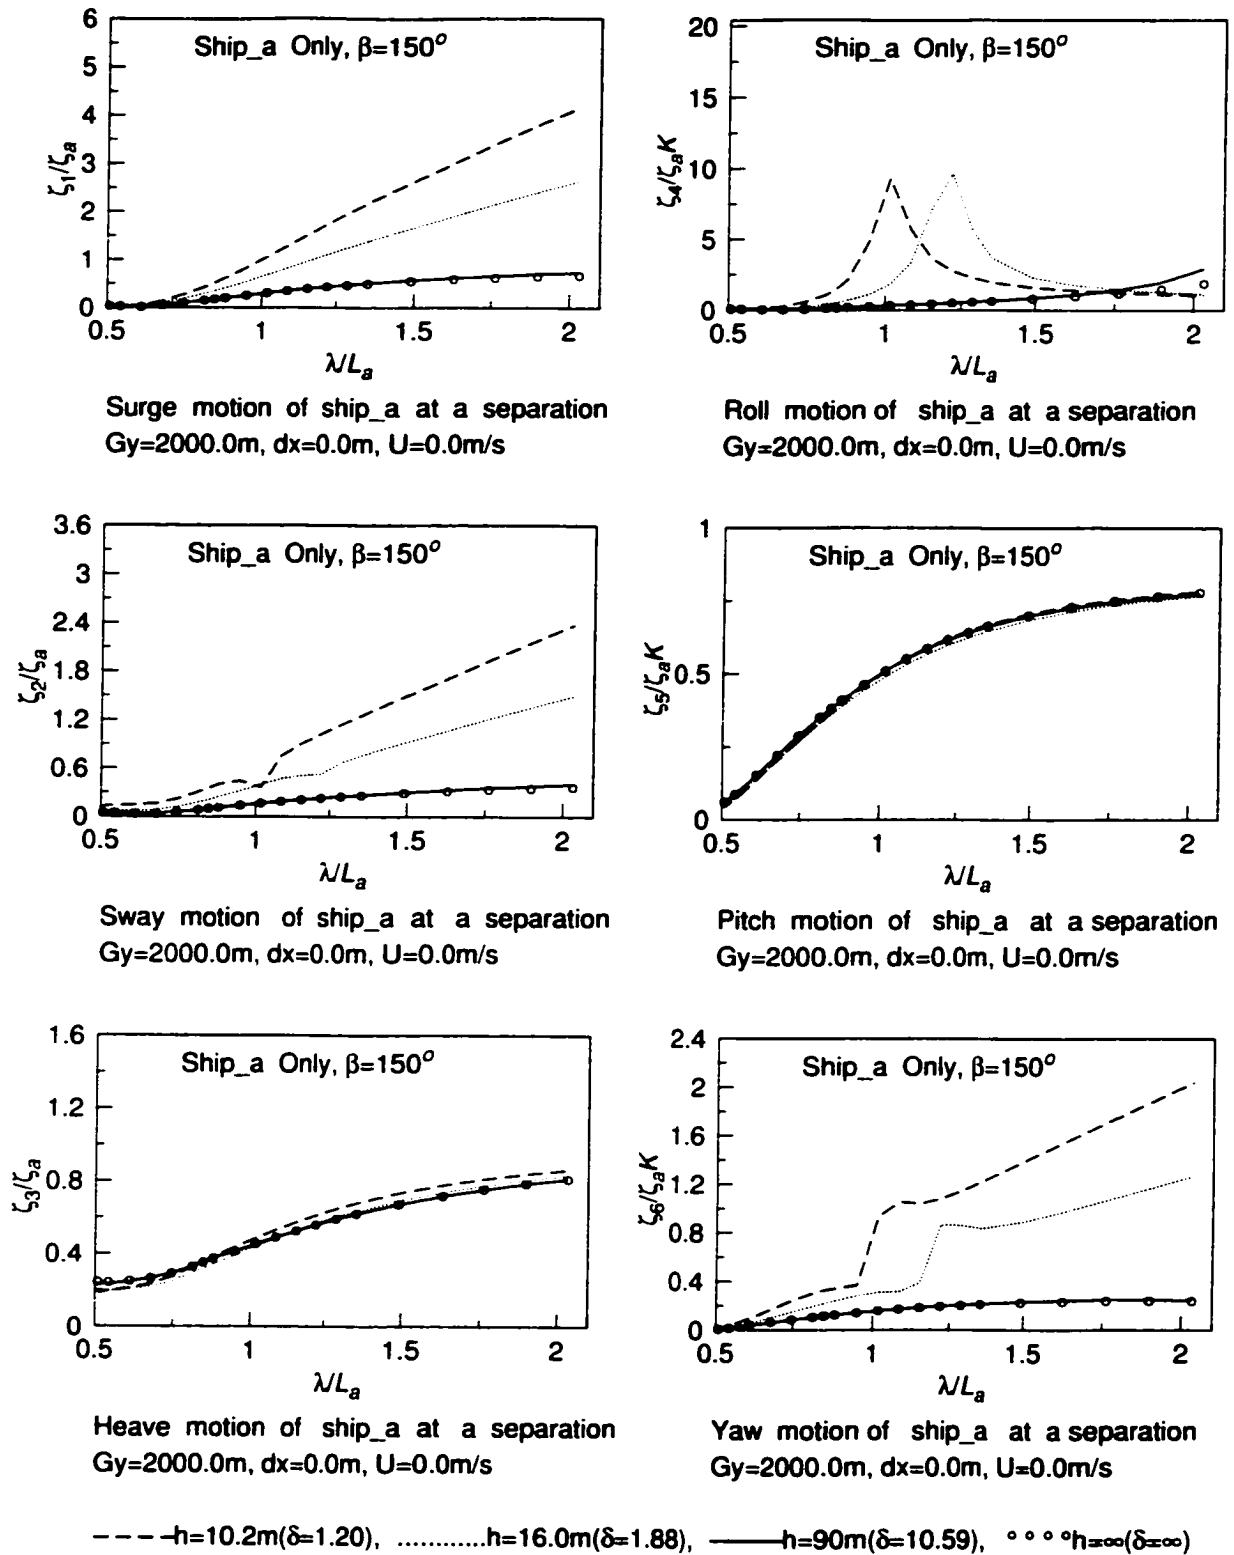 Ship_a Only, β=150°
ζ1/ζa
6
5
4
3
2
1
0
0.5 1 1.5 2
λ/La
Surge motion of ship_a at a separation
Gy=2000.0m, dx=0.0m, U=0.0m/s
Ship_a Only, β=150°
ζ4/ζaK
20
15
10
5
0
0.5 1 1.5 2
λ/La
Roll motion of ship_a at a separation
Gy=2000.0m, dx=0.0m, U=0.0m/s
Ship_a Only, β=150°
ζ2/ζa
3.6
3
2.4
1.8
1.2
0.6
0
0.5 1 1.5 2
λ/La
Sway motion of ship_a at a separation
Gy=2000.0m, dx=0.0m, U=0.0m/s
Ship_a Only, β=150°
ζ5/ζaK
1
0.5
0
0.5 1 1.5 2
λ/La
Pitch motion of ship_a at a separation
Gy=2000.0m, dx=0.0m, U=0.0m/s
Ship_a Only, β=150°
ζ3/ζa
1.6
1.2
0.8
0.4
0
0.5 1 1.5 2
λ/La
Heave motion of ship_a at a separation
Gy=2000.0m, dx=0.0m, U=0.0m/s
Ship_a Only, β=150°
ζ6/ζaK
2.4
2
1.6
1.2
0.8
0.4
0
0.5 1 1.5 2
λ/La
Yaw motion of ship_a at a separation
Gy=2000.0m, dx=0.0m, U=0.0m/s
h=10.2m(δ=1.20), h=16.0m(δ=1.88), h=90m(δ=10.59), h=∞(δ=∞)